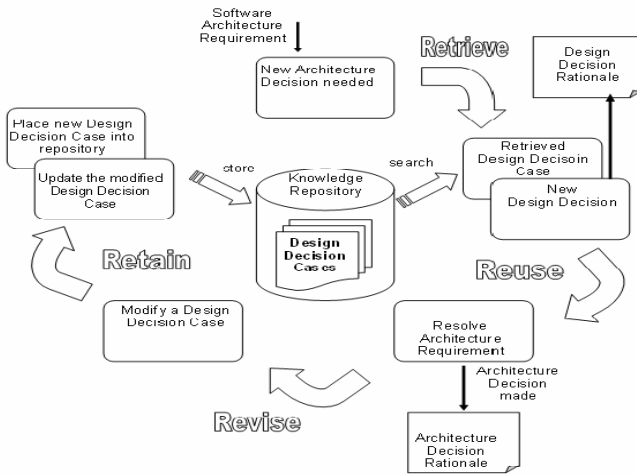 Software
Architecture
Requirement
Retrieve
New Architecture
Decision needed
Design
Decision
Rationale
Place new Design
Decision Case into
repository
Update the modified
Design Decision
Case
store
Knowledge
Repository
search
Retrieved
Design Decisoin
Case
New
Design Decision
Design
Decision
Cases
Retain
Reuse
Modify a Design
Decision Case
Resolve
Architecture
Requirement
Architecture
Decision
made
Revise
Architecture
Decision
Rationale